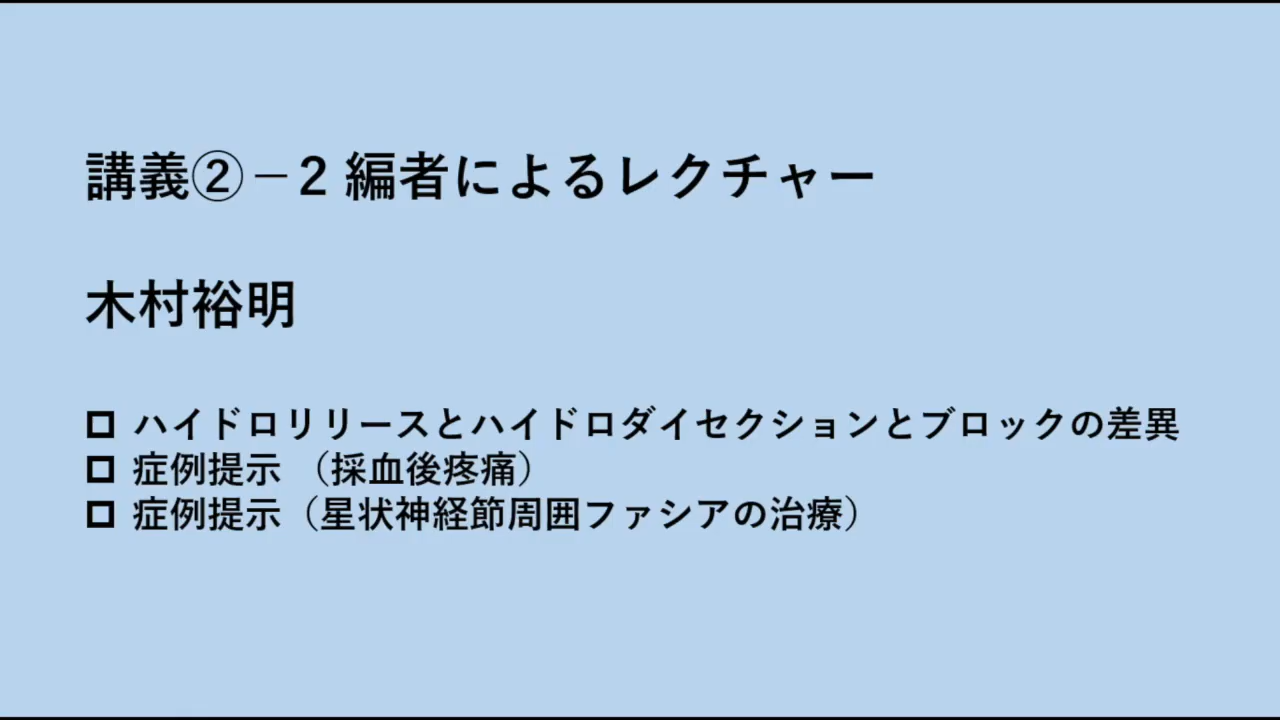 講義②－2 編者によるレクチャー
木村裕明
ハイドロリリースとハイドロダイセクションとブロックの差異
症例提示 （採血後疼痛）
症例提示（星状神経節周囲ファシアの治療）